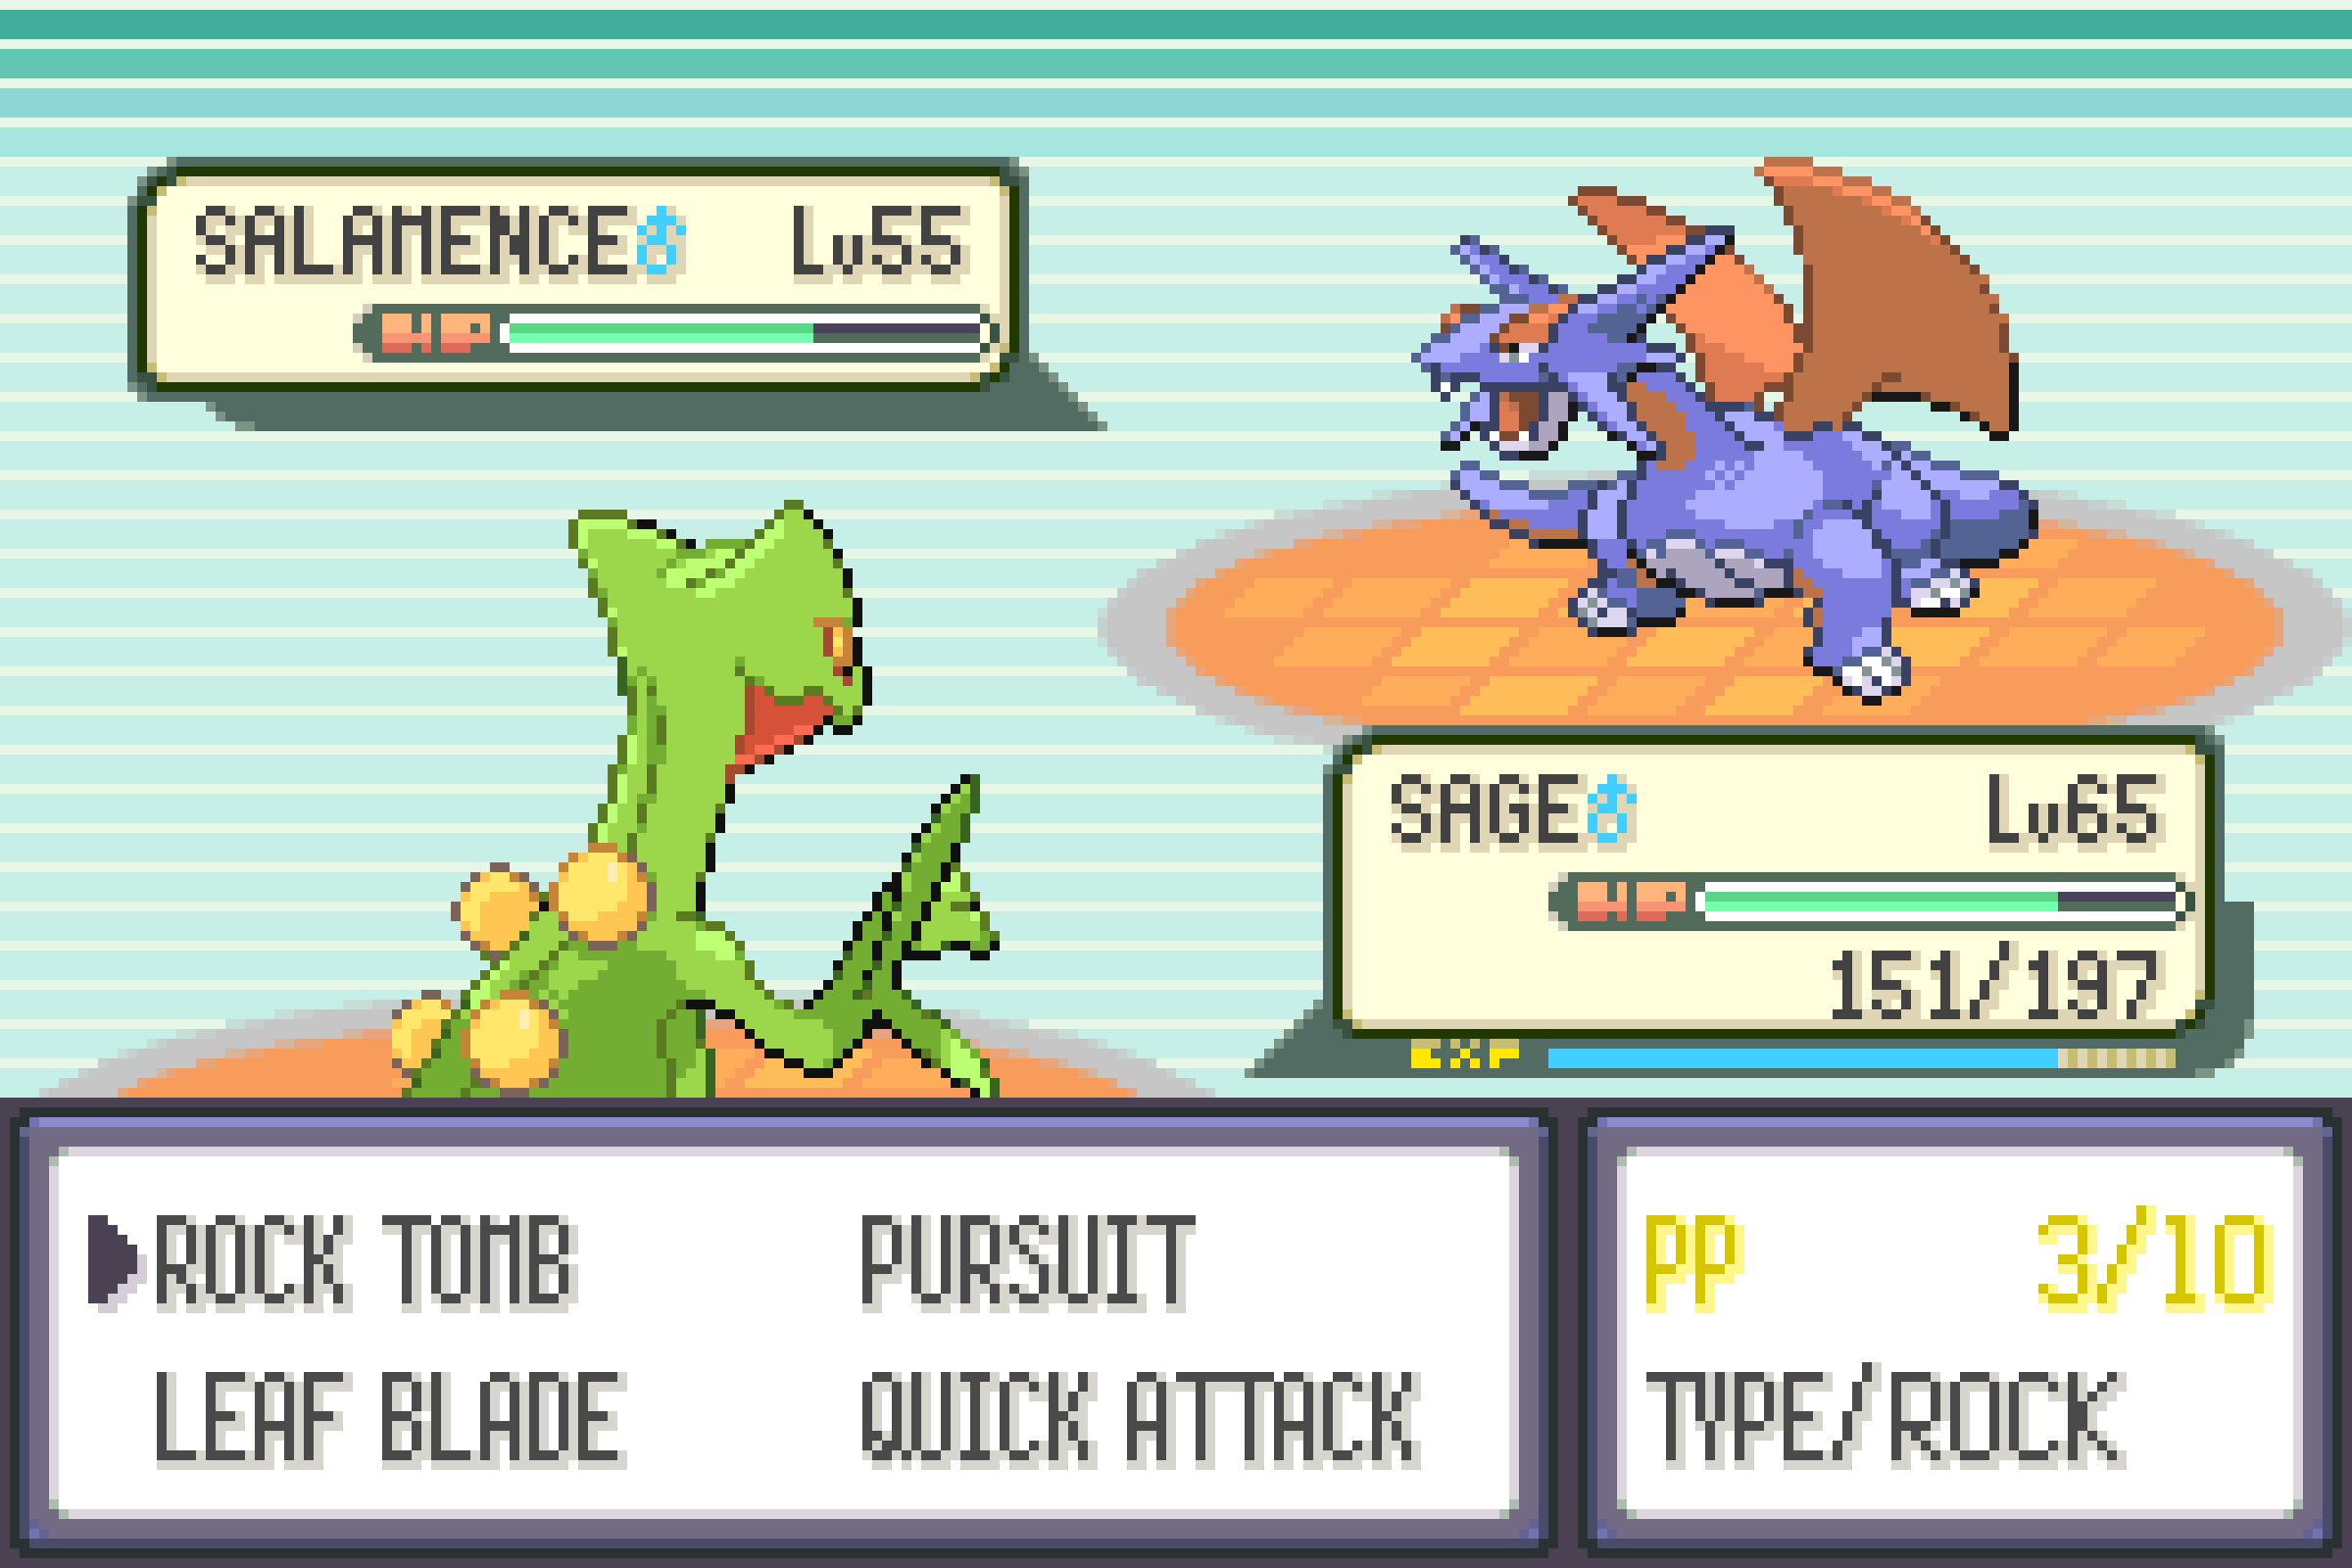 SALAMENCE♂ Lv55
HP
SAGE♂ Lv65
HP
151/197
EXP
ROCK TOMB PURSUIT
LEAF BLADE QUICK ATTACK
PP 3/10
TYPE/ROCK